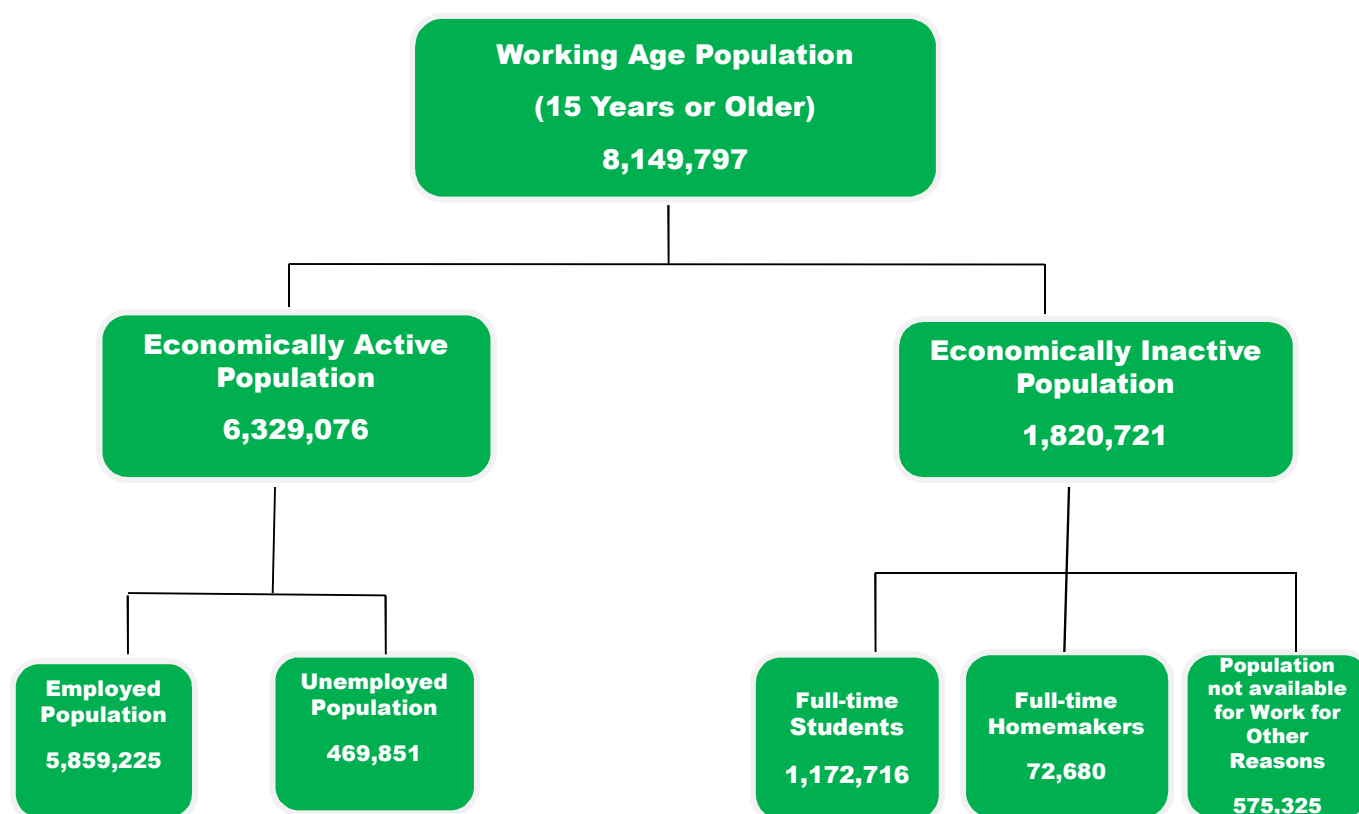 Working Age Population
(15 Years or Older)
8,149,797
Economically Active
Population
6,329,076
Economically Inactive
Population
1,820,721
Employed
Population
5,859,225
Unemployed
Population
469,851
Full-time
Students
1,172,716
Full-time
Homemakers
72,680
Population
not available
for Work for
Other
Reasons
575,325